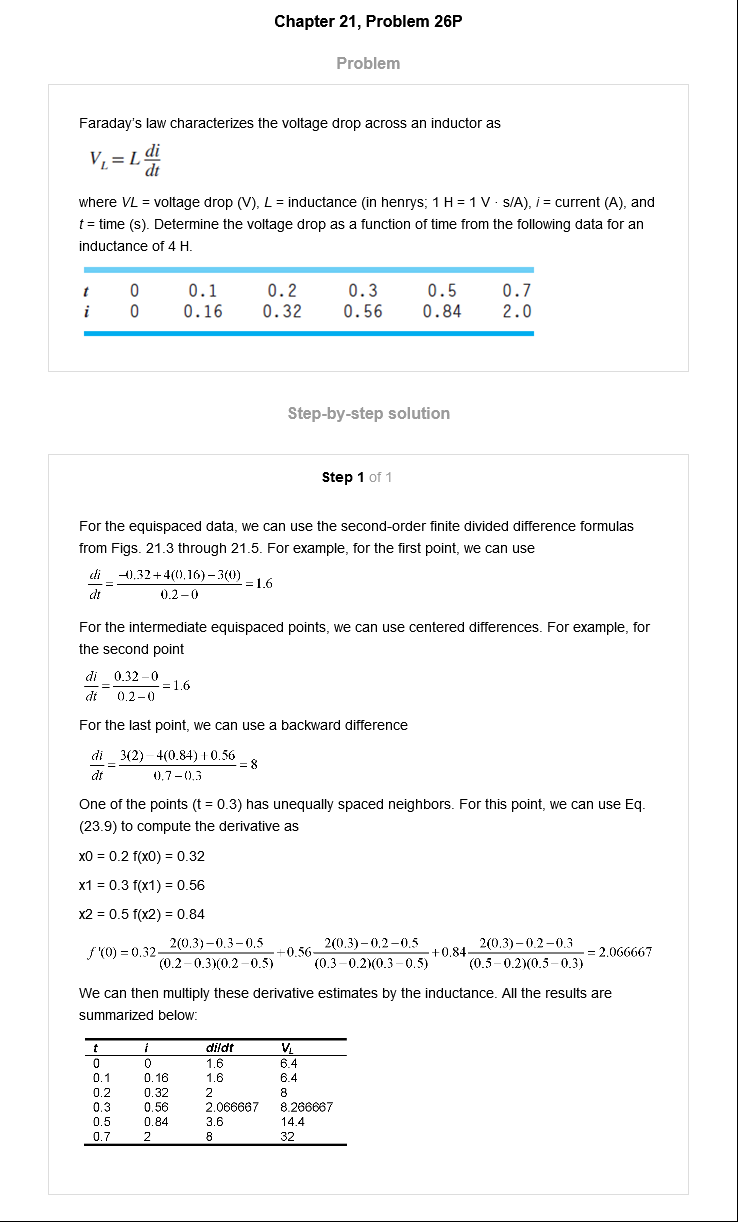 Chapter 21, Problem 26P
Problem
Faraday's law characterizes the voltage drop across an inductor as
V_L = L di/dt
where VL = voltage drop (V), L = inductance (in henrys; 1 H = 1 V · s/A), i = current (A), and
t = time (s). Determine the voltage drop as a function of time from the following data for an
inductance of 4 H.
t 0 0.1 0.2 0.3 0.5 0.7
i 0 0.16 0.32 0.56 0.84 2.0
Step-by-step solution
Step 1 of 1
For the equispaced data, we can use the second-order finite divided difference formulas
from Figs. 21.3 through 21.5. For example, for the first point, we can use
di/dt = (−0.32 + 4(0.16) − 3(0))/(0.2 − 0) = 1.6
For the intermediate equispaced points, we can use centered differences. For example, for
the second point
di/dt = (0.32 − 0)/(0.2 − 0) = 1.6
For the last point, we can use a backward difference
di/dt = (3(2) − 4(0.84) + 0.56)/(0.7 − 0.3) = 8
One of the points (t = 0.3) has unequally spaced neighbors. For this point, we can use Eq.
(23.9) to compute the derivative as
x0 = 0.2 f(x0) = 0.32
x1 = 0.3 f(x1) = 0.56
x2 = 0.5 f(x2) = 0.84
f'(0) = 0.32 (2(0.3) − 0.3 − 0.5)/((0.2 − 0.3)(0.2 − 0.5)) + 0.56 (2(0.3) − 0.2 − 0.5)/((0.3 − 0.2)(0.3 − 0.5)) + 0.84 (2(0.3) − 0.2 − 0.3)/((0.5 − 0.2)(0.5 − 0.3)) = 2.066667
We can then multiply these derivative estimates by the inductance. All the results are
summarized below:
t i di/dt V_L
0 0 1.6 6.4
0.1 0.16 1.6 6.4
0.2 0.32 2 8
0.3 0.56 2.066667 8.266667
0.5 0.84 3.6 14.4
0.7 2 8 32